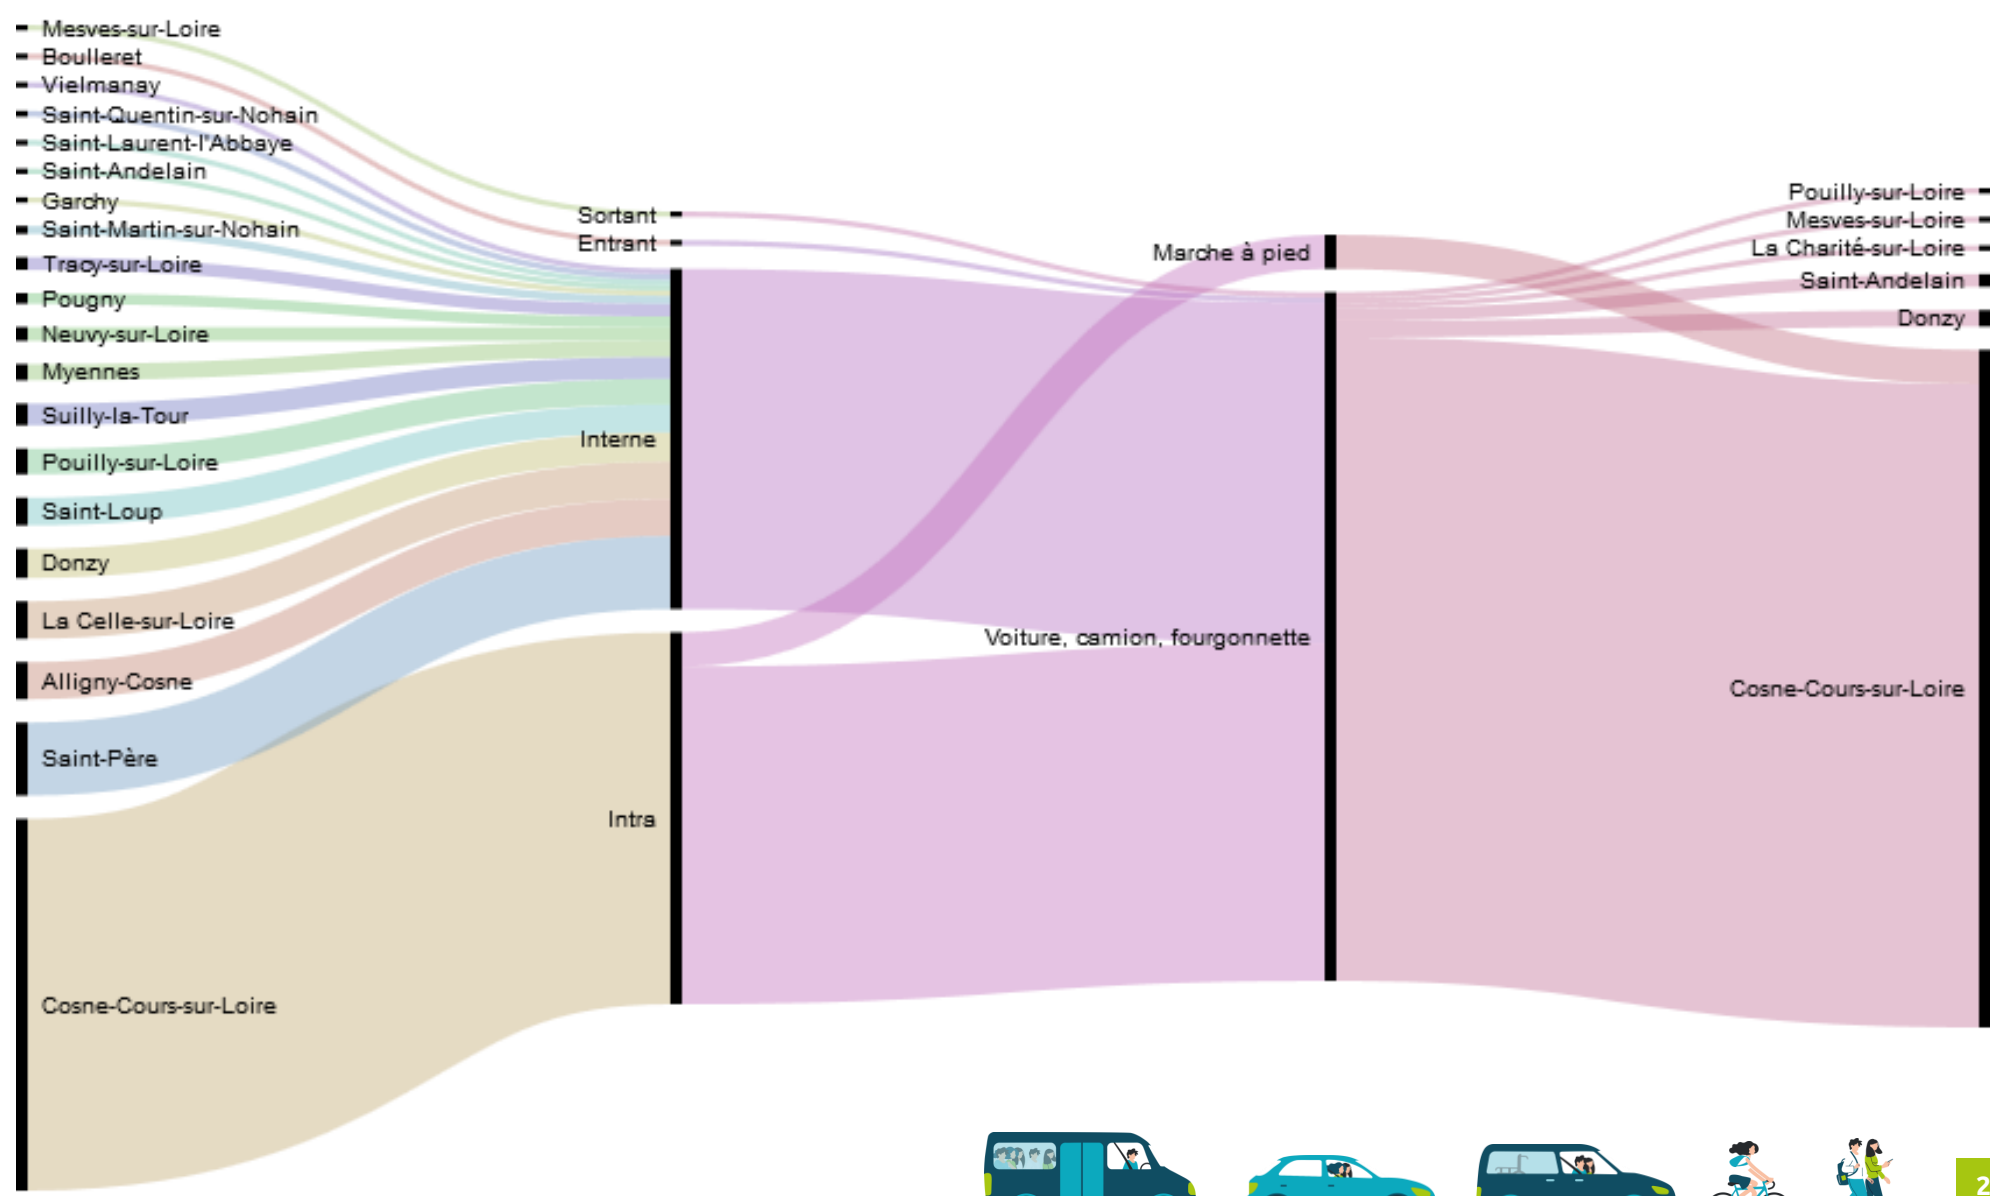 Mesves-sur-Loire
Boulleret
Vielmanay
Saint-Quentin-sur-Nohain
Saint-Laurent-l'Abbaye
Saint-Andelain
Garchy
Saint-Martin-sur-Nohain
Tracy-sur-Loire
Pougny
Neuvy-sur-Loire
Myennes
Suilly-la-Tour
Pouilly-sur-Loire
Saint-Loup
Donzy
La Celle-sur-Loire
Alligny-Cosne
Saint-Père
Cosne-Cours-sur-Loire
Sortant
Entrant
Interne
Intra
Marche à pied
Voiture, camion, fourgonnette
Pouilly-sur-Loire
Mesves-sur-Loire
La Charité-sur-Loire
Saint-Andelain
Donzy
Cosne-Cours-sur-Loire
2